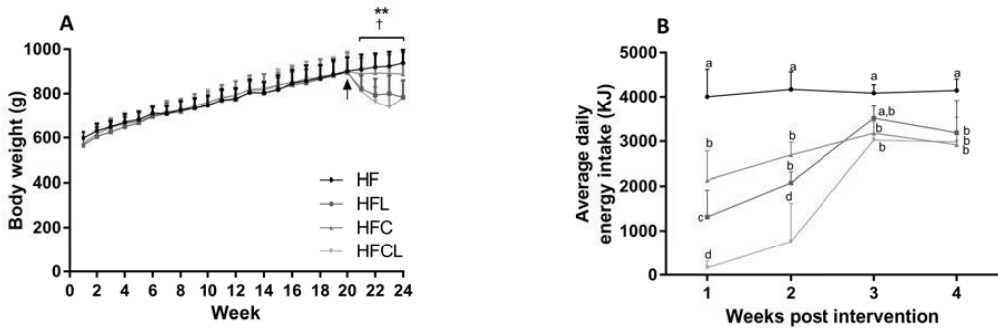 A
**
†
1000
800
600
400
200
0
Body weight (g)
HF
HFL
HFC
HFCL
0 2 4 6 8 10 12 14 16 18 20 22 24
Week
B
5000
4000
3000
2000
1000
0
Average daily
energy intake (KJ)
a a a a
a,b
b b b b
b b b
c
d d
1 2 3 4
Weeks post intervention